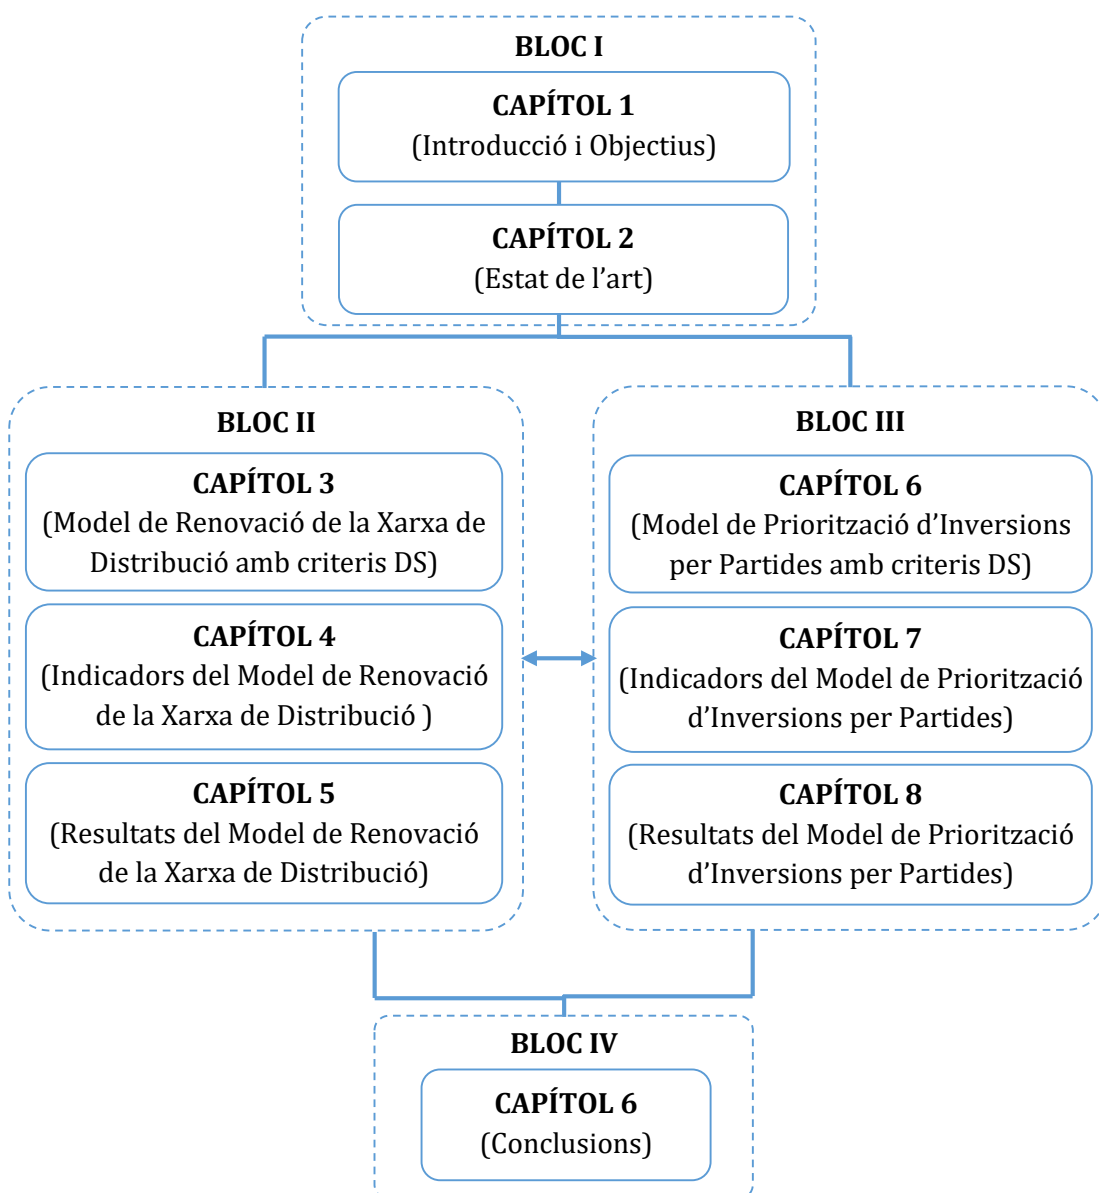 BLOC I
CAPÍTOL 1
(Introducció i Objectius)
CAPÍTOL 2
(Estat de l’art)
BLOC II
CAPÍTOL 3
(Model de Renovació de la Xarxa de
Distribució amb criteris DS)
CAPÍTOL 4
(Indicadors del Model de Renovació
de la Xarxa de Distribució )
CAPÍTOL 5
(Resultats del Model de Renovació
de la Xarxa de Distribució)
BLOC III
CAPÍTOL 6
(Model de Priorització d’Inversions
per Partides amb criteris DS)
CAPÍTOL 7
(Indicadors del Model de Priorització
d’Inversions per Partides)
CAPÍTOL 8
(Resultats del Model de Priorització
d’Inversions per Partides)
BLOC IV
CAPÍTOL 6
(Conclusions)